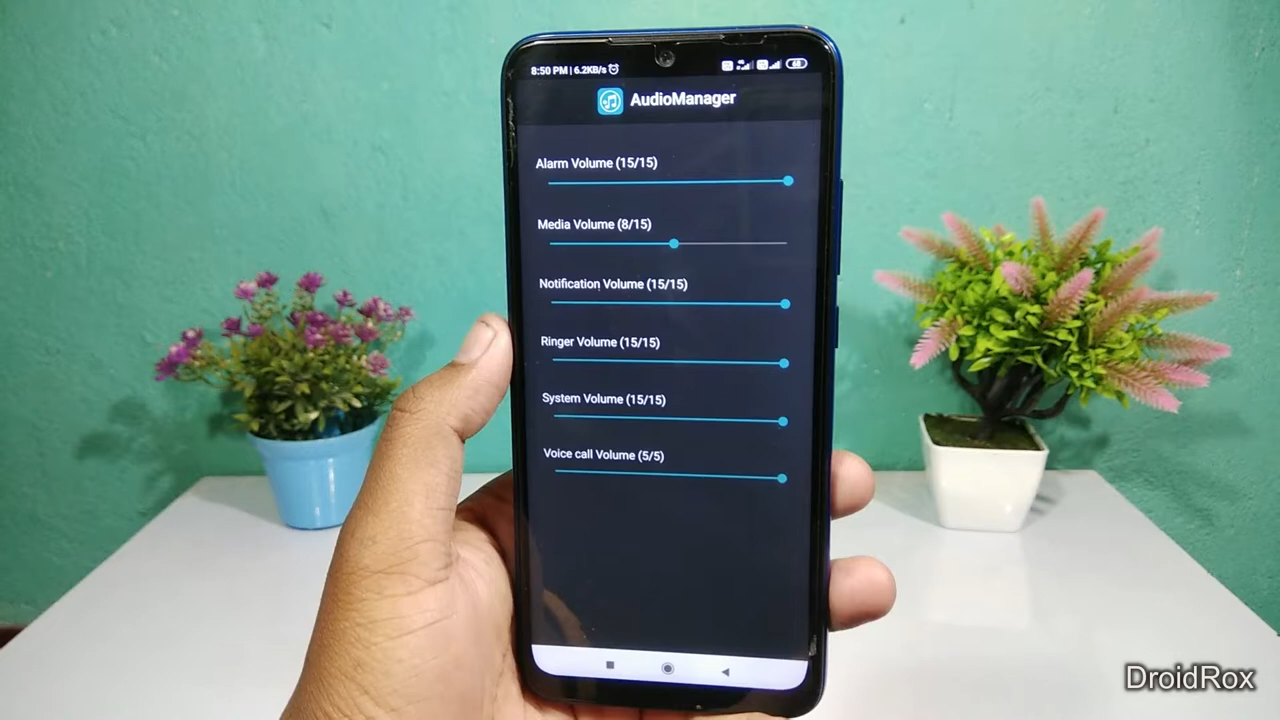 8:50 PM | 6.2KB/s
68
AudioManager
Alarm Volume (15/15)
Media Volume (8/15)
Notification Volume (15/15)
Ringer Volume (15/15)
System Volume (15/15)
Voice call Volume (5/5)
DroidRox